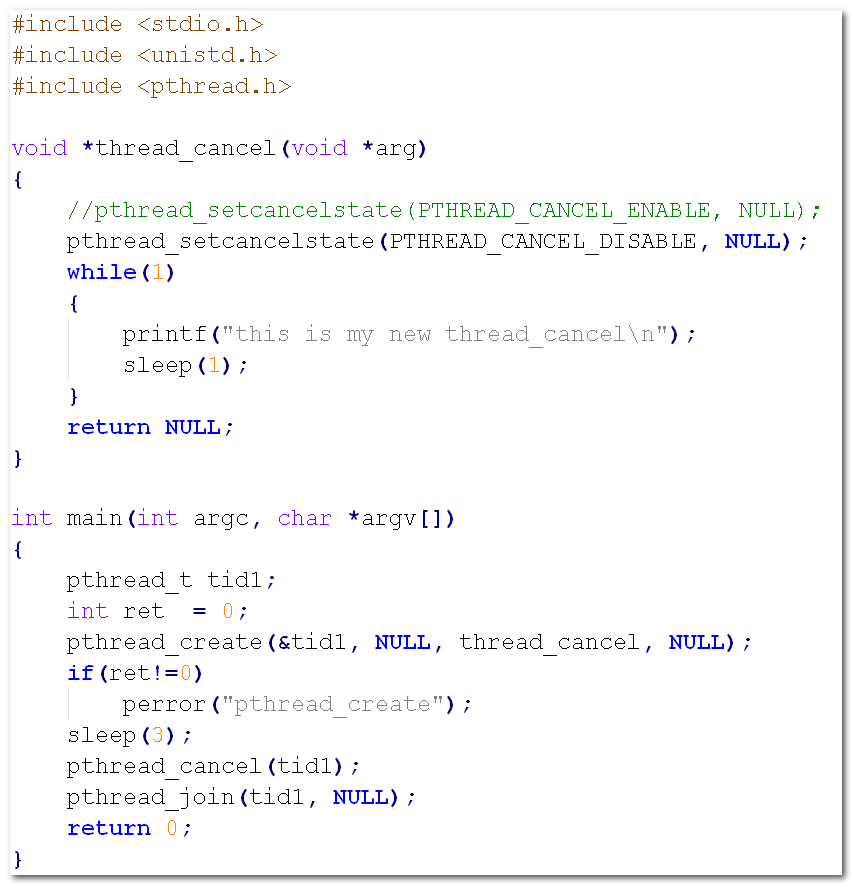 #include <stdio.h>
#include <unistd.h>
#include <pthread.h>

void *thread_cancel(void *arg)
{
    //pthread_setcancelstate(PTHREAD_CANCEL_ENABLE, NULL);
    pthread_setcancelstate(PTHREAD_CANCEL_DISABLE, NULL);
    while(1)
    {
        printf("this is my new thread_cancel\n");
        sleep(1);
    }
    return NULL;
}

int main(int argc, char *argv[])
{
    pthread_t tid1;
    int ret  = 0;
    pthread_create(&tid1, NULL, thread_cancel, NULL);
    if(ret!=0)
        perror("pthread_create");
    sleep(3);
    pthread_cancel(tid1);
    pthread_join(tid1, NULL);
    return 0;
}